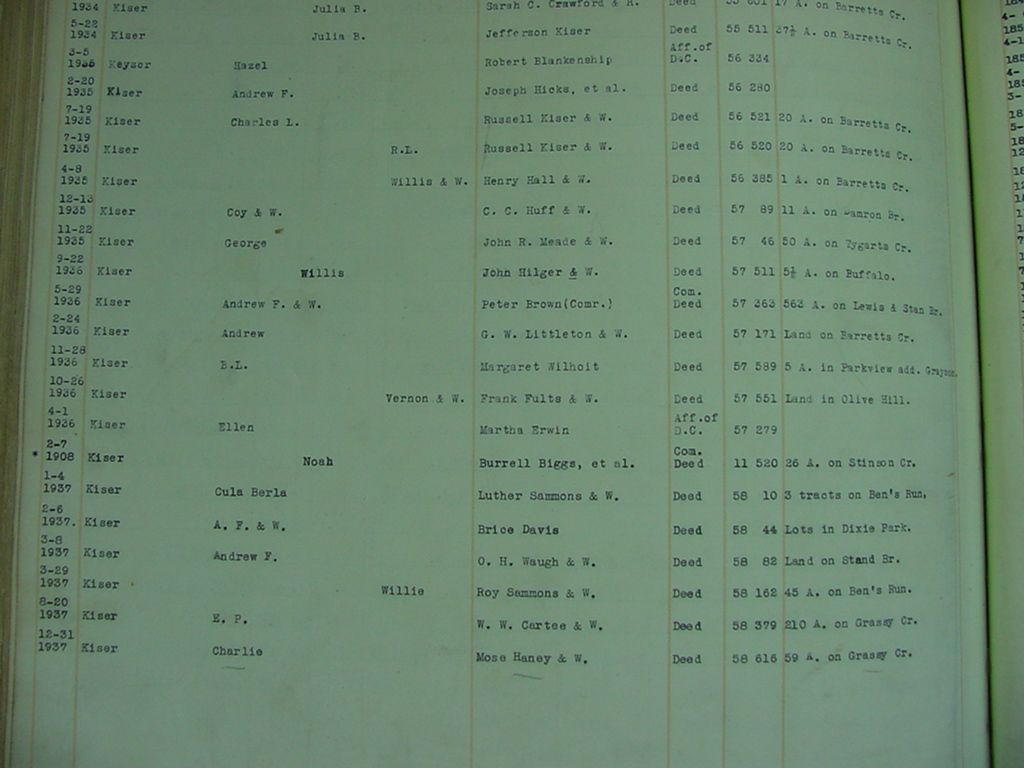 1934 Kiser Julia B. Sarah C. Crawford & H. Deed 17 A. on Barretts Cr.
5-22
1934 Kiser Julia B. Jefferson Kiser Deed 55 511 37½ A. on Barretts Cr.
3-5 Aff.of
1935 Keysor Hazel Robert Blankenship D.C. 56 334
2-20
1935 Kiser Andrew F. Joseph Hicks, et al. Deed 56 280
7-19
1935 Kiser Charles L. Russell Kiser & W. Deed 56 521 20 A. on Barretts Cr.
7-19
1935 Kiser R.L. Russell Kiser & W. Deed 56 520 20 A. on Barretts Cr.
4-8
1935 Kiser Willis & W. Henry Hall & W. Deed 56 385 1 A. on Barretts Cr.
12-13
1935 Kiser Coy & W. C. C. Huff & W. Deed 57 89 11 A. on Damron Br.
11-22
1935 Kiser George John R. Meade & W. Deed 57 46 50 A. on Tygarts Cr.
9-22
1936 Kiser Willis John Hilger & W. Deed 57 511 5½ A. on Buffalo.
5-29 Com.
1936 Kiser Andrew F. & W. Peter Brown(Comr.) Deed 57 363 563 A. on Lewis & Stan Br.
2-24
1936 Kiser Andrew G. W. Littleton & W. Deed 57 171 Land on Barretts Cr.
11-28
1936 Kiser B.L. Margaret Wilhoit Deed 57 589 5 A. in Parkview add. Grayson.
10-26
1936 Kiser Vernon & W. Frank Fults & W. Deed 57 551 Land in Olive Hill.
4-1 Aff.of
1936 Kiser Ellen Martha Erwin D.C. 57 279
2-7 Com.
* 1908 Kiser Noah Burrell Biggs, et al. Deed 11 520 26 A. on Stinson Cr.
1-4
1937 Kiser Cula Berla Luther Sammons & W. Deed 58 10 3 tracts on Ben's Run.
2-6
1937. Kiser A. F. & W. Brice Davis Deed 58 44 Lots in Dixie Park.
3-8
1937 Kiser Andrew F. O. H. Waugh & W. Deed 58 82 Land on Stand Br.
3-29
1937 Kiser Willie Roy Sammons & W. Deed 58 162 45 A. on Ben's Run.
8-20
1937 Kiser E. P. W. W. Cartee & W. Deed 58 379 210 A. on Grassy Cr.
12-31
1937 Kiser Charlie Mose Haney & W. Deed 58 616 59 A. on Grassy Cr.